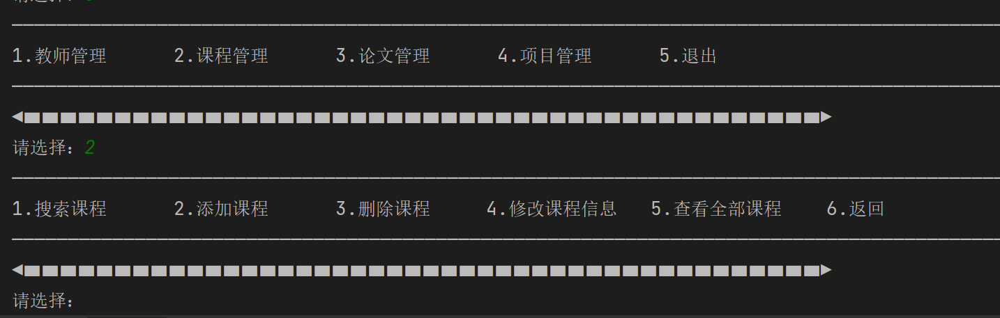 请选择：
1.教师管理 2.课程管理 3.论文管理 4.项目管理 5.退出
请选择：2
1.搜索课程 2.添加课程 3.删除课程 4.修改课程信息 5.查看全部课程 6.返回
请选择：